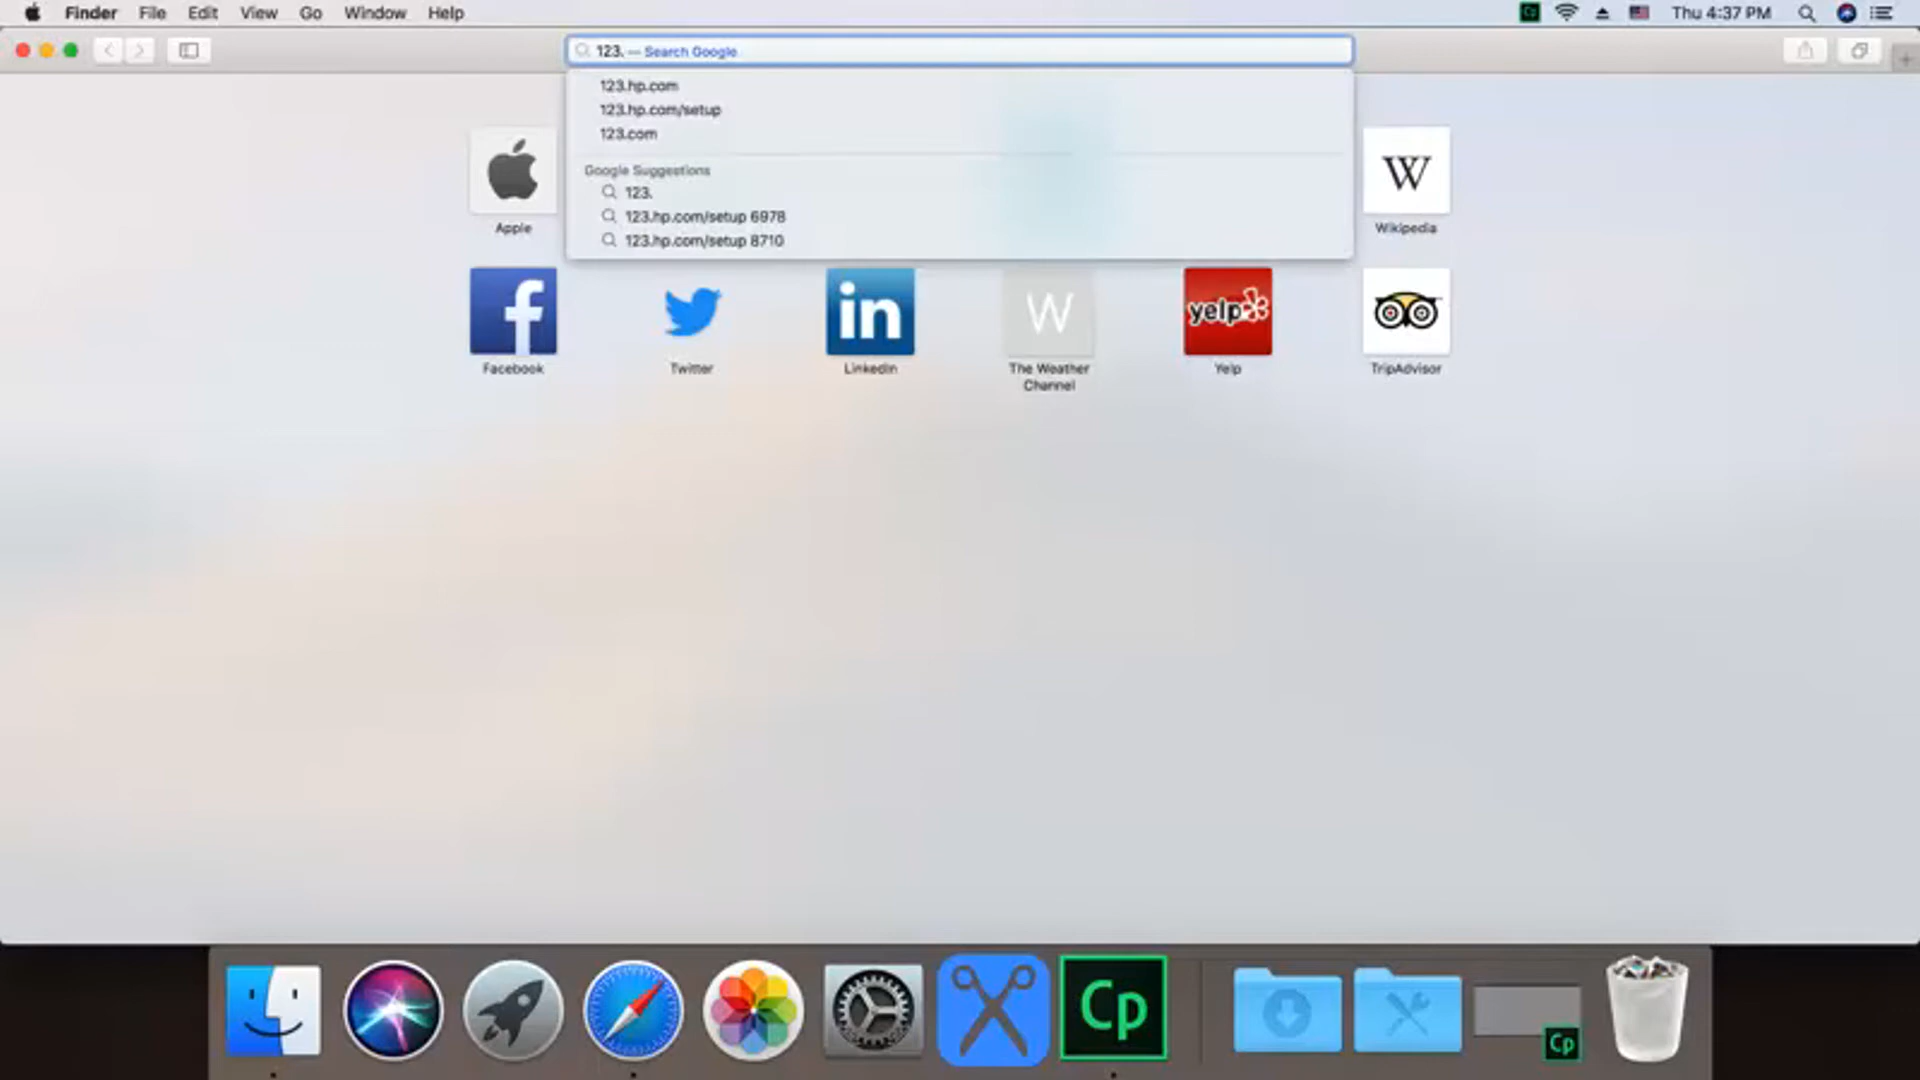 Finder File Edit View Go Window Help Cp Thu 4:37 PM
123. — Search Google
123.hp.com
123.hp.com/setup
123.com
Google Suggestions
123.
123.hp.com/setup 6978
123.hp.com/setup 8710
W
Apple
Wikipedia
f
in
W
yelp
Facebook
Twitter
LinkedIn
The Weather
Channel
Yelp
TripAdvisor
Cp
Cp